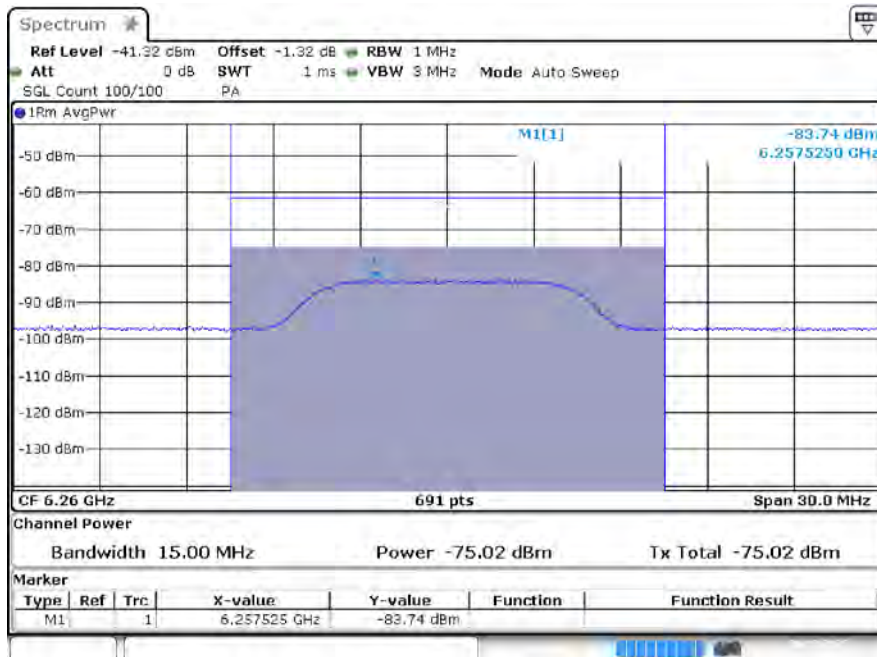 Spectrum
Ref Level -41.32 dBm Offset -1.32 dB RBW 1 MHz
Att 0 dB SWT 1 ms VBW 3 MHz Mode Auto Sweep
SGL Count 100/100 PA
1Rm AvgPwr
M1[1] -83.74 dBm
6.2575250 GHz
-50 dBm
-60 dBm
-70 dBm
-80 dBm
-90 dBm
-100 dBm
-110 dBm
-120 dBm
-130 dBm
CF 6.26 GHz 691 pts Span 30.0 MHz
Channel Power
Bandwidth 15.00 MHz Power -75.02 dBm Tx Total -75.02 dBm
Marker
Type Ref Trc X-value Y-value Function Function Result
M1 1 6.257525 GHz -83.74 dBm